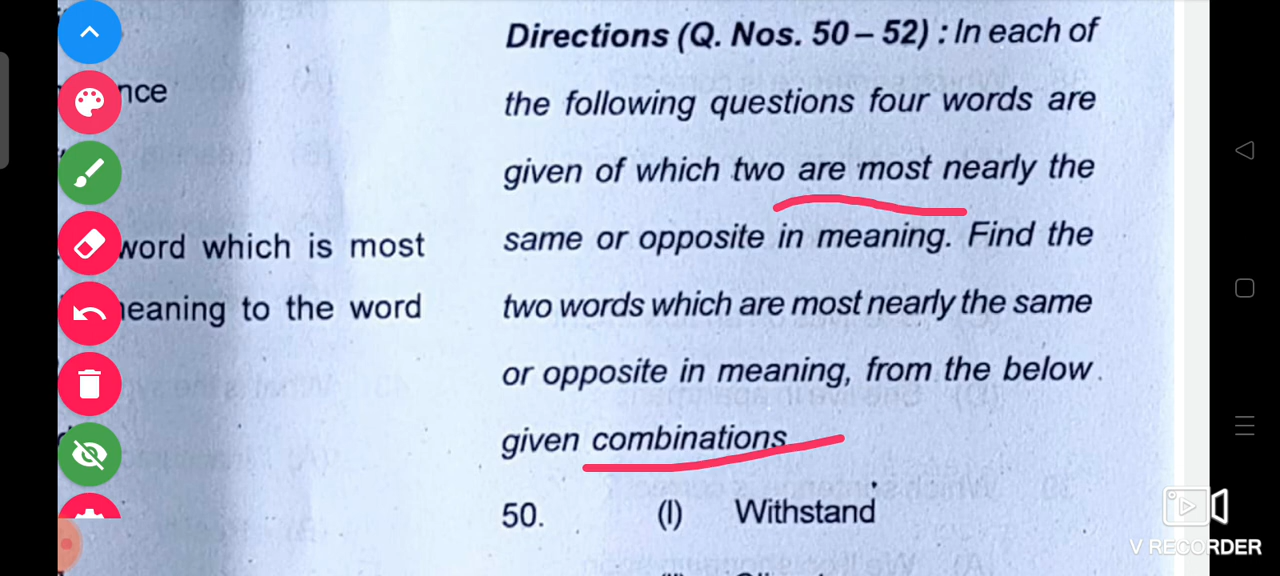 nce
word which is most
meaning to the word
Directions (Q. Nos. 50 – 52) : In each of
the following questions four words are
given of which two are most nearly the
same or opposite in meaning. Find the
two words which are most nearly the same
or opposite in meaning, from the below
given combinations
50. (I) Withstand
V RECORDER